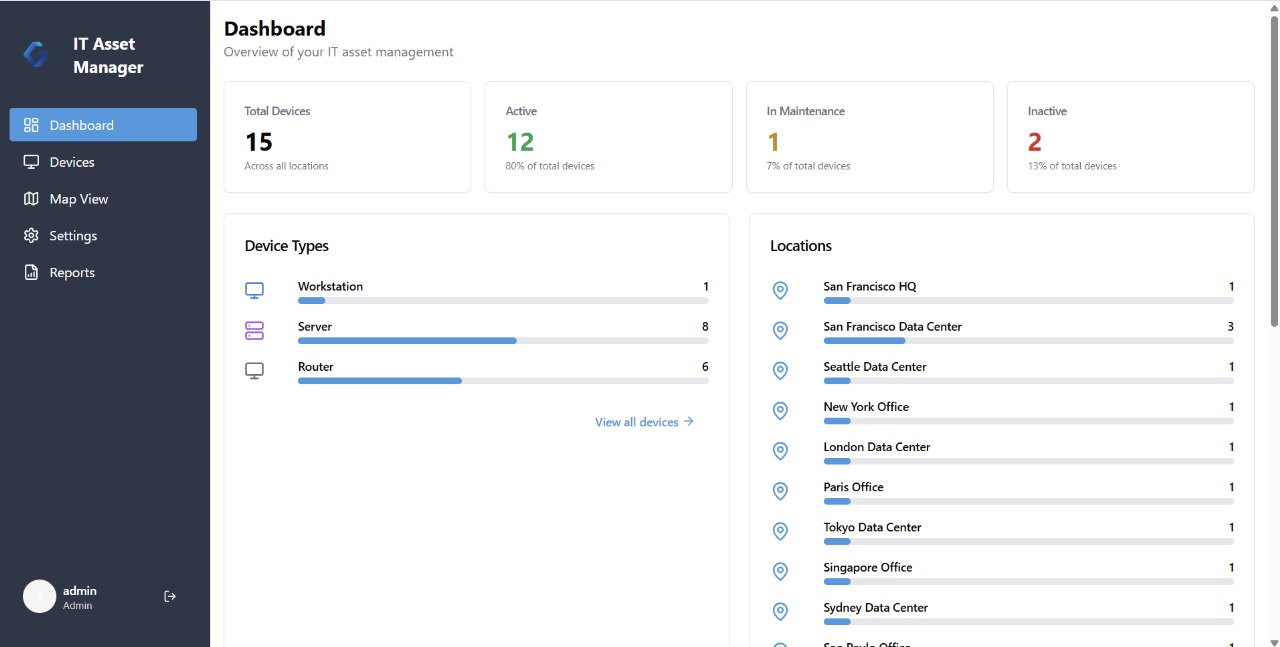 IT Asset
Manager
Dashboard
Devices
Map View
Settings
Reports
admin
Admin
Dashboard
Overview of your IT asset management
Total Devices
15
Across all locations
Active
12
80% of total devices
In Maintenance
1
7% of total devices
Inactive
2
13% of total devices
Device Types
Workstation 1
Server 8
Router 6
View all devices →
Locations
San Francisco HQ 1
San Francisco Data Center 3
Seattle Data Center 1
New York Office 1
London Data Center 1
Paris Office 1
Tokyo Data Center 1
Singapore Office 1
Sydney Data Center 1